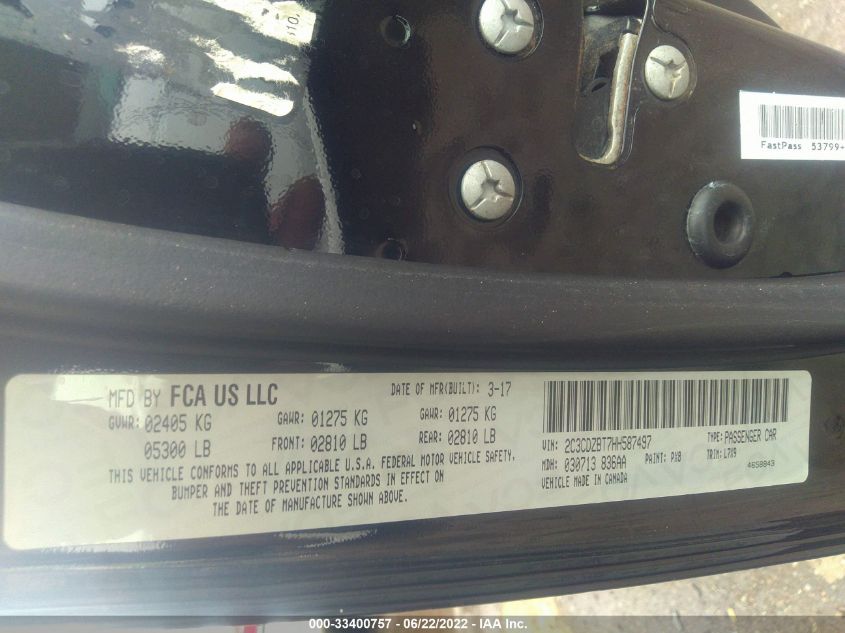 FastPass 53799-
MFD BY FCA US LLC
DATE OF MFR(BUILT): 3-17
GVWR: 02405 KG GAWR: 01275 KG GAWR: 01275 KG
05300 LB FRONT: 02810 LB REAR: 02810 LB
THIS VEHICLE CONFORMS TO ALL APPLICABLE U.S.A. FEDERAL MOTOR VEHICLE SAFETY,
BUMPER AND THEFT PREVENTION STANDARDS IN EFFECT ON
THE DATE OF MANUFACTURE SHOWN ABOVE.
VIN: 2C3CDZBT7HH587497 TYPE: PASSENGER CAR
MDH: 030713 836AA PAINT: PX8 TRIM: L7X9
VEHICLE MADE IN CANADA 4658843
000-33400757 - 06/22/2022 - IAA Inc.